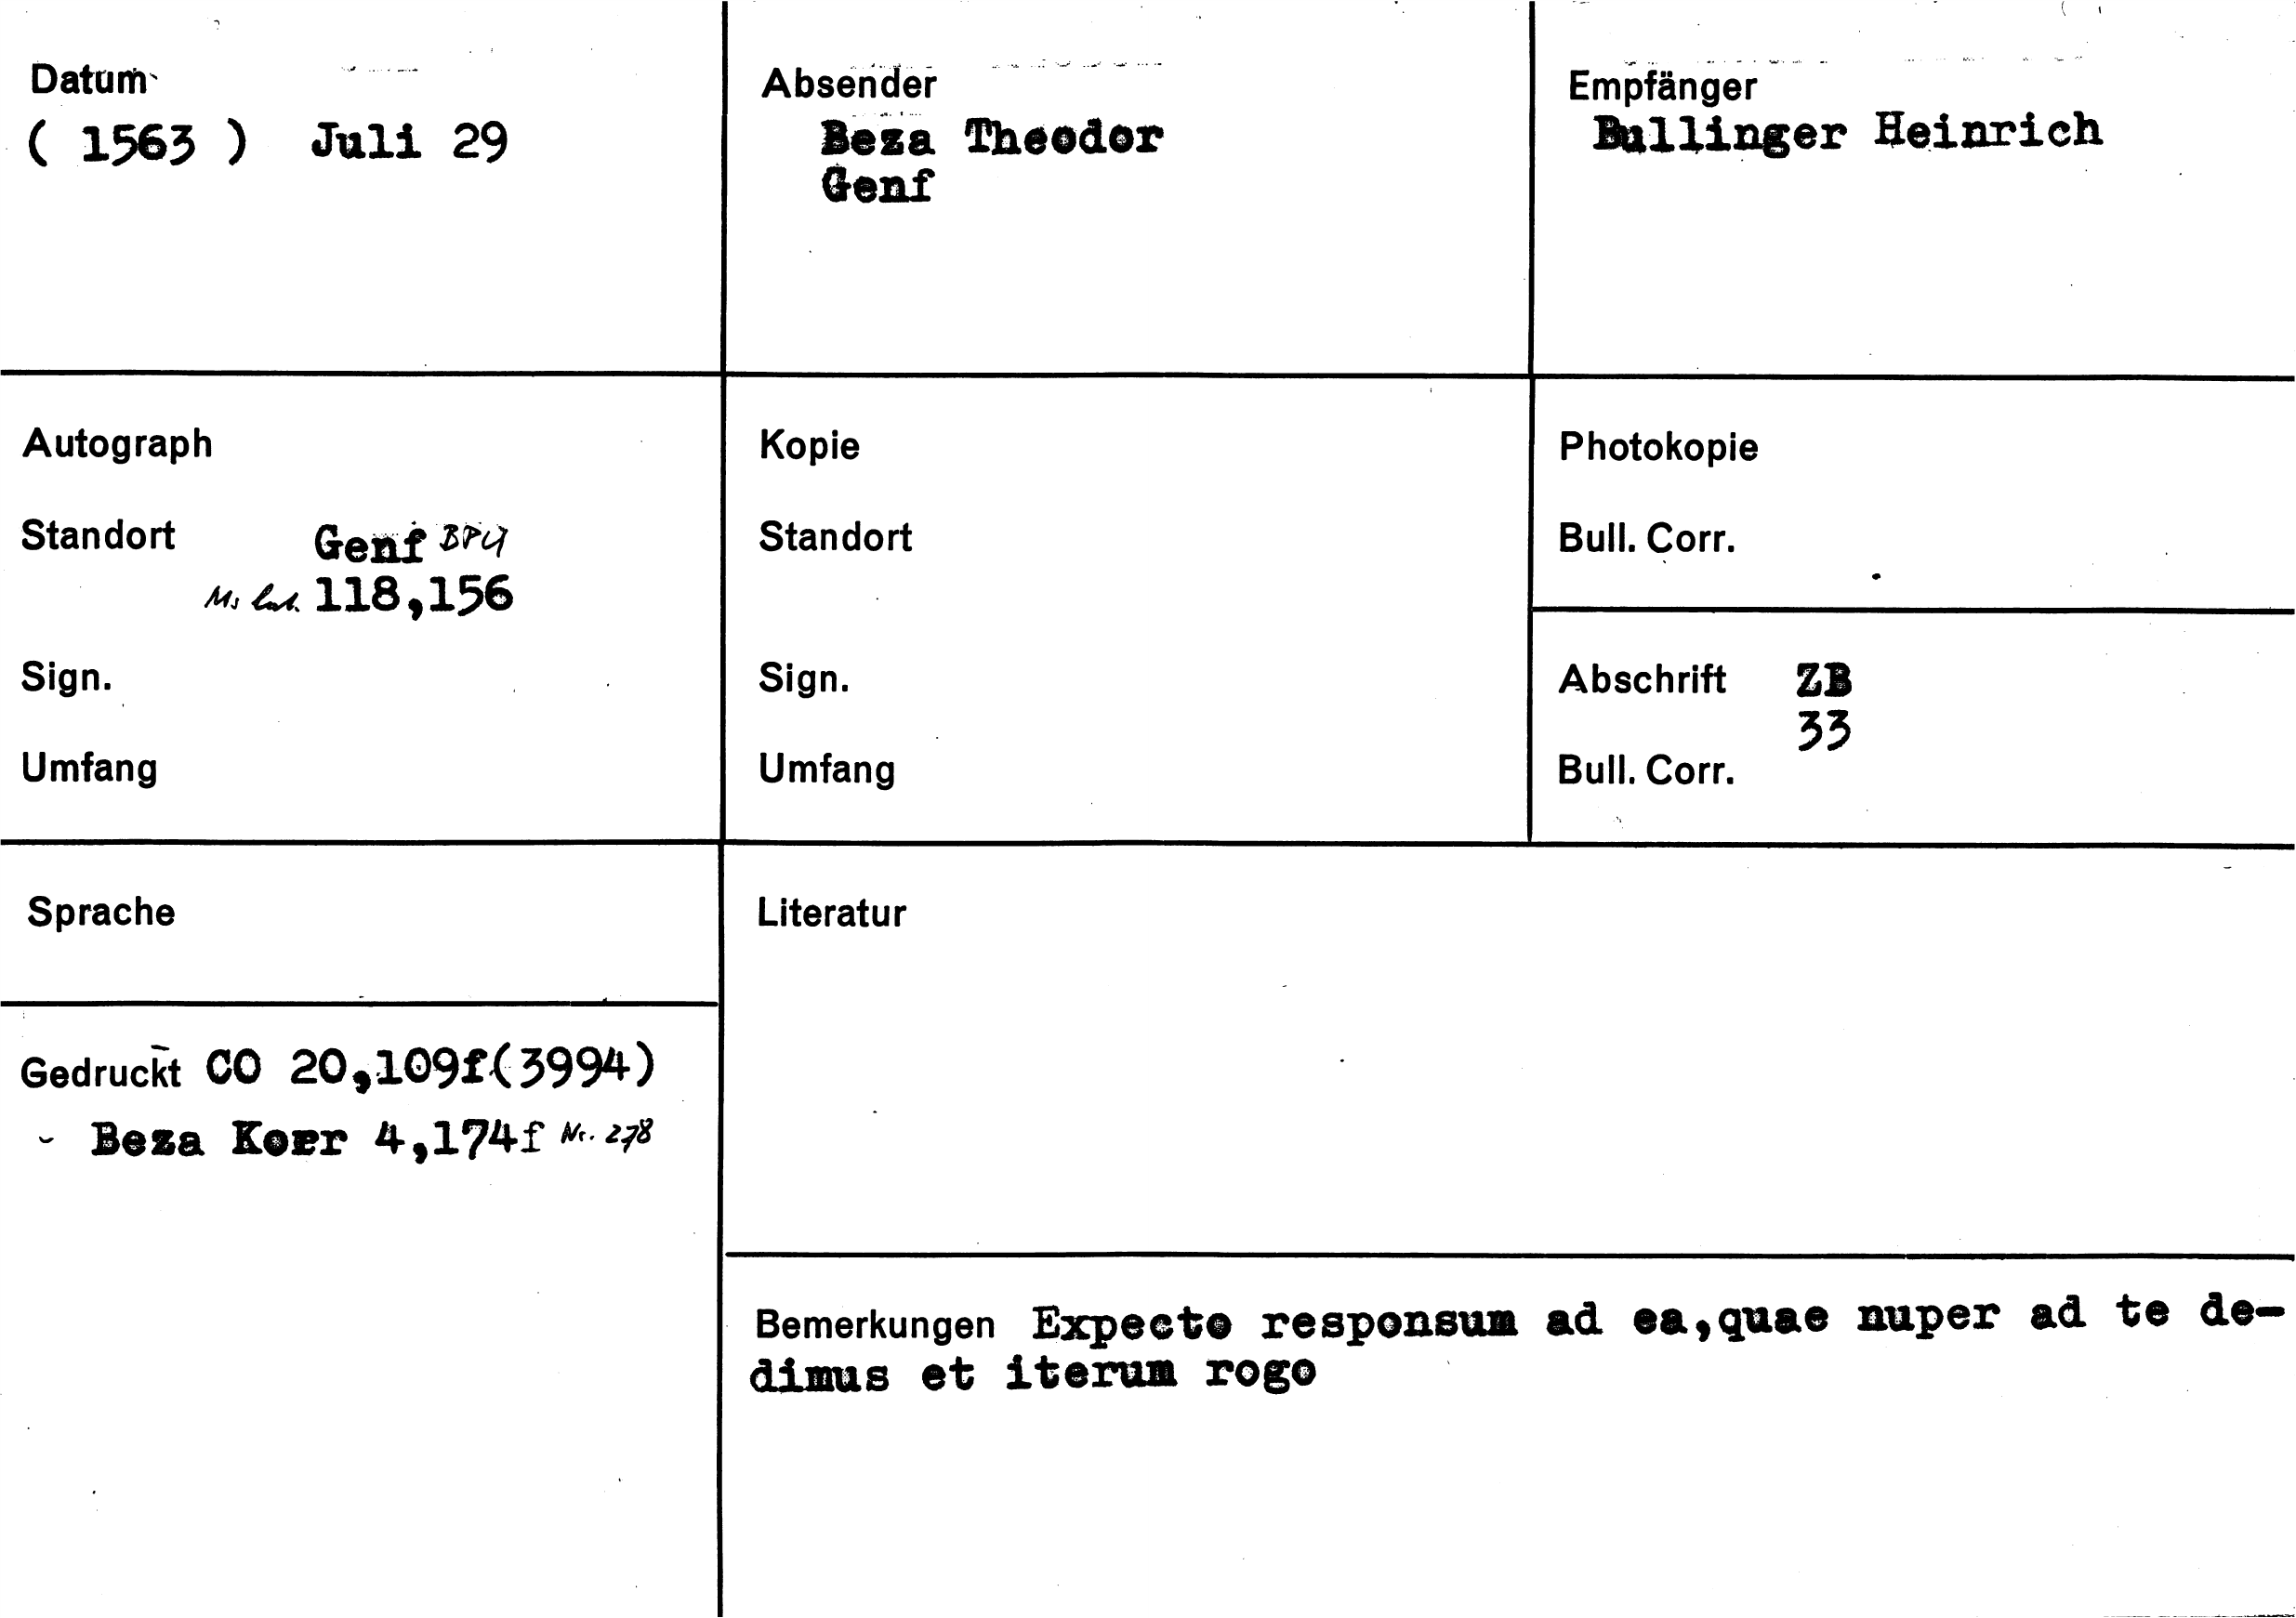 Datum
( 1563 ) Juli 29
Absender
Beza Theodor
Genf
Empfänger
Bullinger Heinrich
Autograph
Standort Genf BPU
Ms lat. 118,156
Sign.
Umfang
Kopie
Standort
Sign.
Umfang
Photokopie
Bull. Corr.
Abschrift ZB
33
Bull. Corr.
Sprache
Gedruckt CO 20,109f(3994)
- Beza Korr 4,174f Nr. 278
Literatur
Bemerkungen Expecto responsum ad ea,quae nuper ad te de-
dimus et iterum rogo